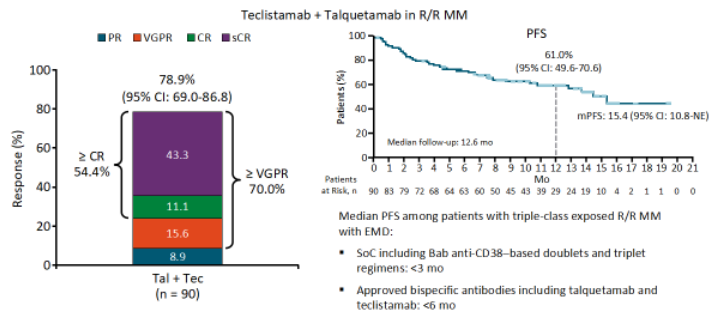 Teclistamab + Talquetamab in R/R MM
PR VGPR CR sCR
100
80
60
40
20
0
Response (%)
78.9%
(95% CI: 69.0-86.8)
≥ CR
54.4%
≥ VGPR
70.0%
43.3
11.1
15.6
8.9
Tal + Tec
(n = 90)
PFS
100
80
60
40
20
0
Patients (%)
61.0%
(95% CI: 49.6-70.6)
mPFS: 15.4 (95% CI: 10.8-NE)
Median follow-up: 12.6 mo
0 1 2 3 4 5 6 7 8 9 10 11 12 13 14 15 16 17 18 19 20 21
Mo
Patients
at Risk, n
90 83 79 72 68 64 63 60 50 45 43 39 29 24 19 10 4 2 1 1 0 0
Median PFS among patients with triple-class exposed R/R MM
with EMD:
▪ SoC including Bab anti-CD38–based doublets and triplet
regimens: <3 mo
▪ Approved bispecific antibodies including talquetamab and
teclistamab: <6 mo